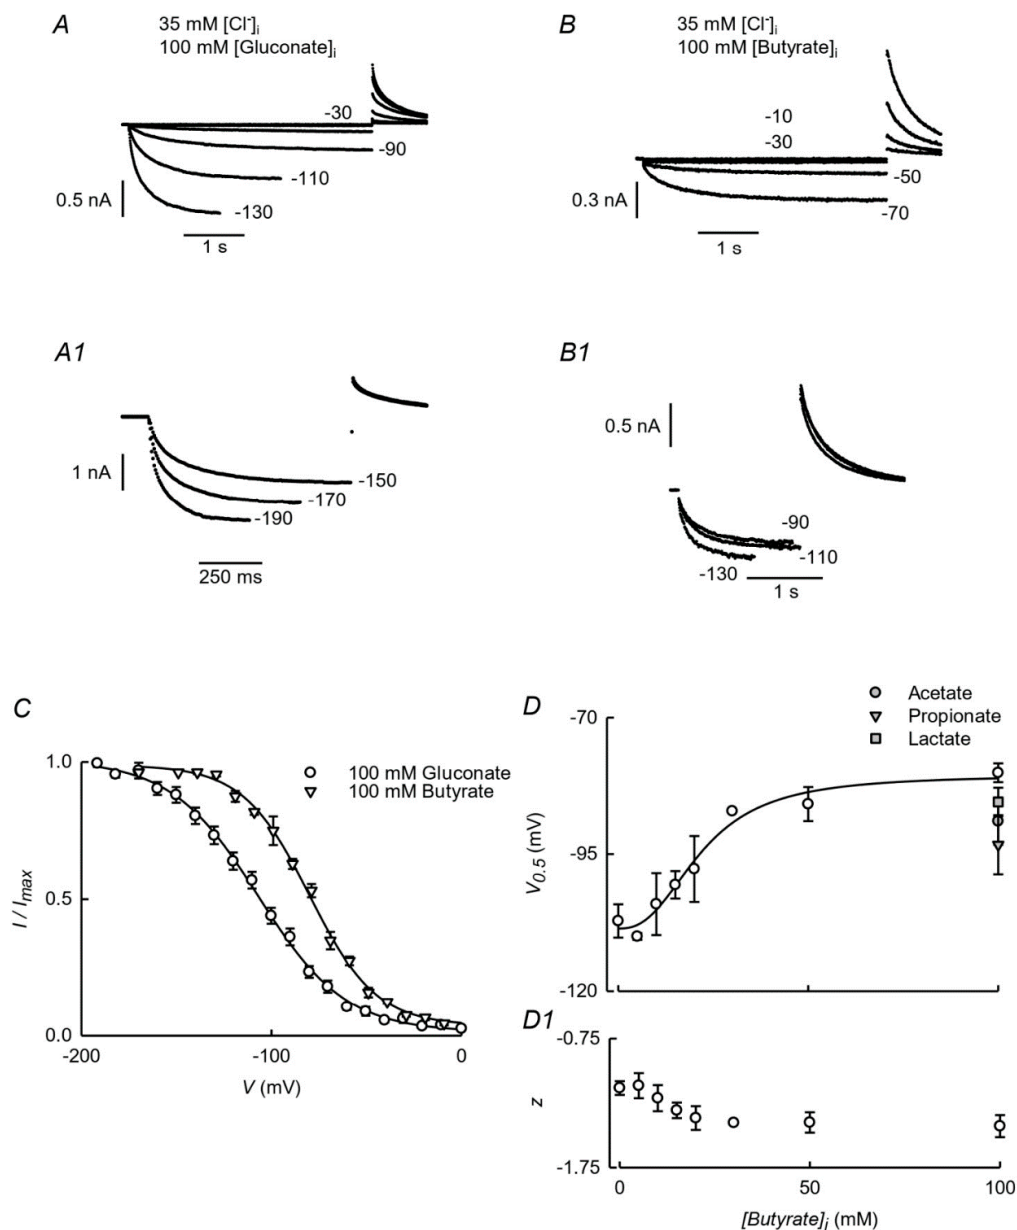 A
35 mM [Cl-]i
100 mM [Gluconate]i
-30
-90
-110
-130
0.5 nA
1 s
B
35 mM [Cl-]i
100 mM [Butyrate]i
-10
-30
-50
-70
0.3 nA
1 s
A1
1 nA
-150
-170
-190
250 ms
B1
0.5 nA
-90
-110
-130
1 s
C
100 mM Gluconate
100 mM Butyrate
1.0
0.5
0.0
I / Imax
-200
-100
0
V (mV)
D
Acetate
Propionate
Lactate
-70
-95
-120
V0.5 (mV)
D1
-0.75
-1.75
z
0
50
100
[Butyrate]i (mM)